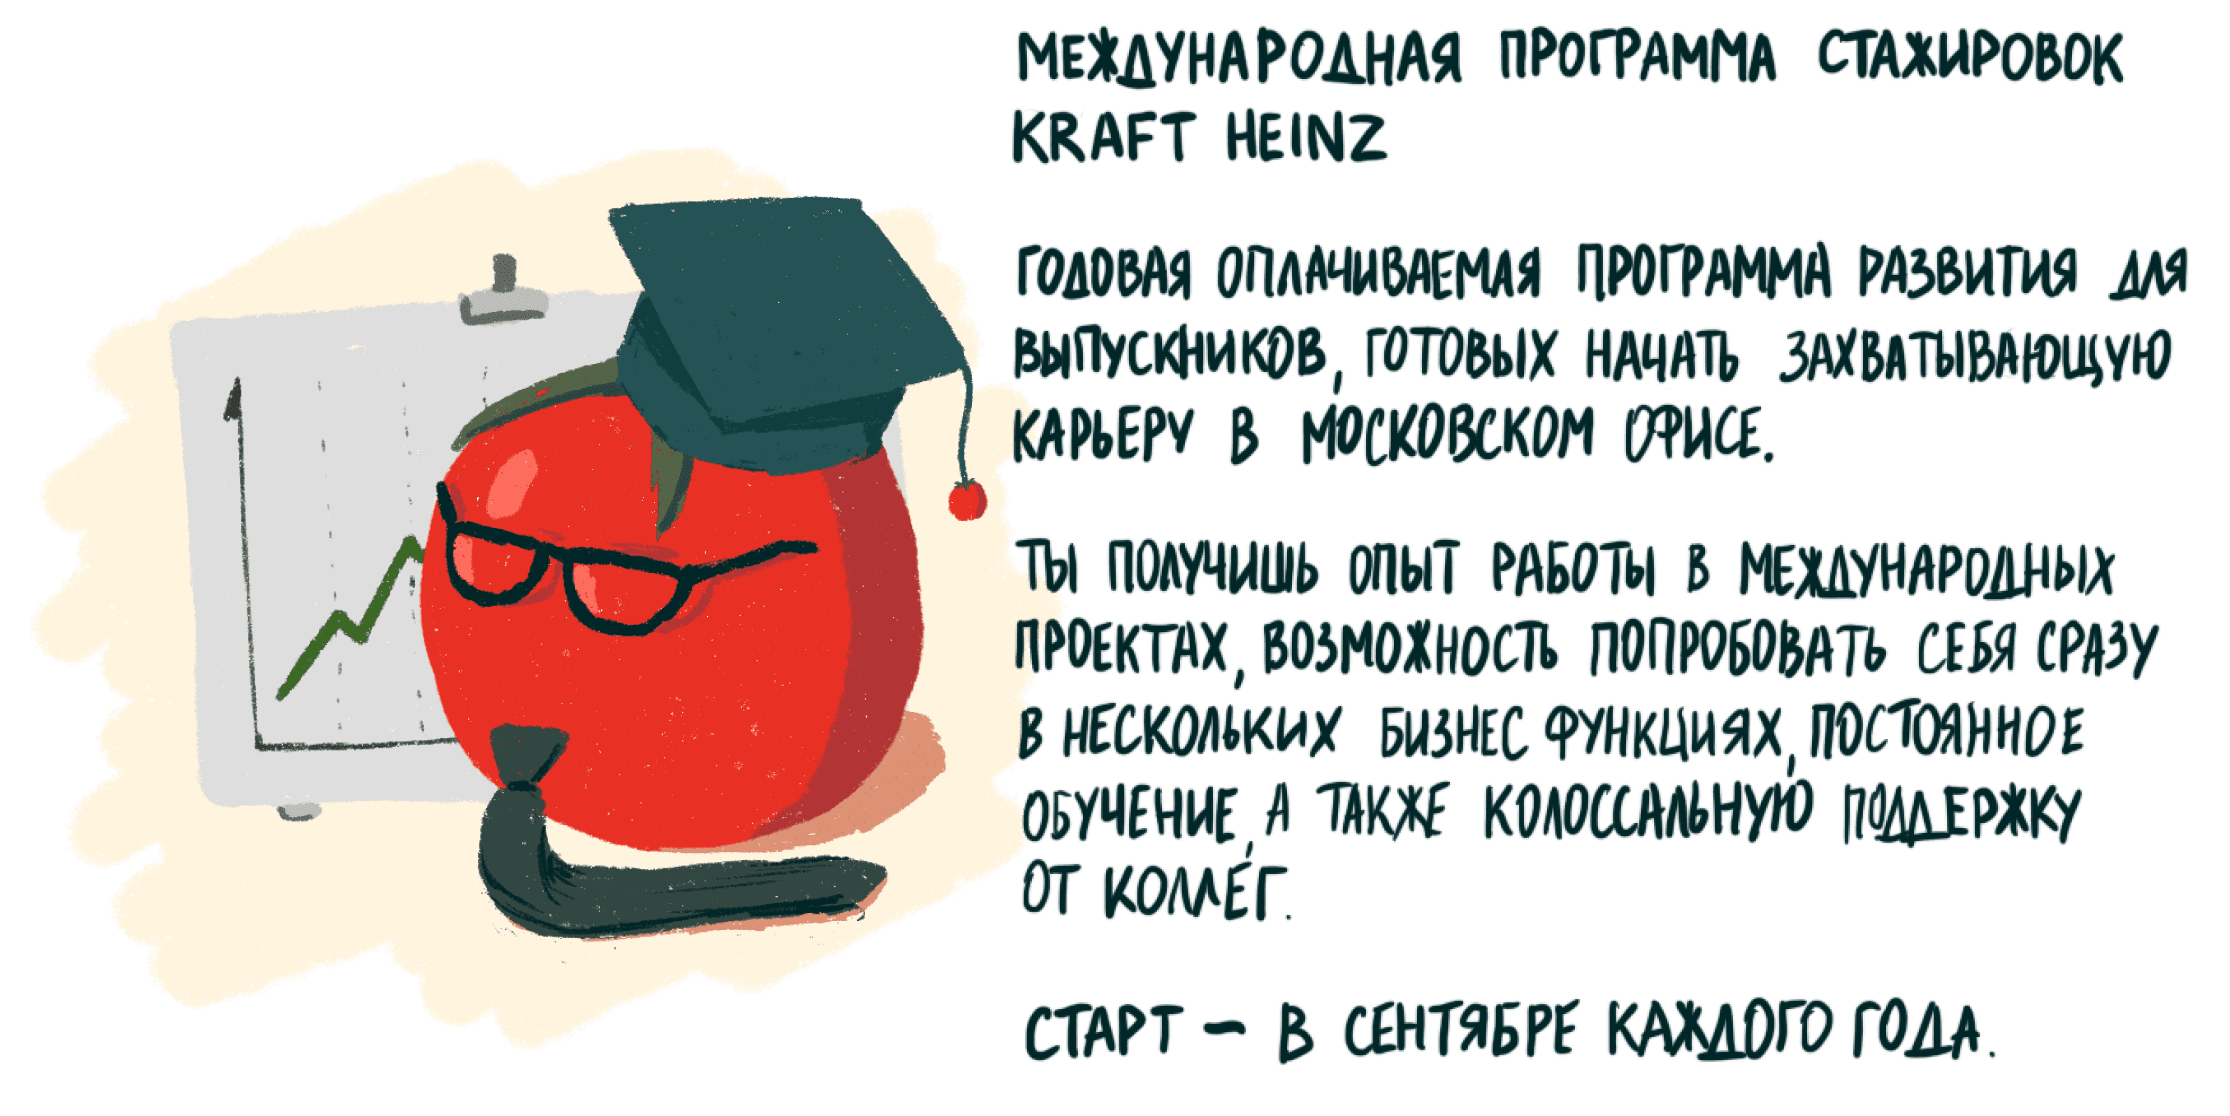 МЕЖДУНАРОДНАЯ ПРОГРАММА СТАЖИРОВОК
KRAFT HEINZ
ГОДОВАЯ ОПЛАЧИВАЕМАЯ ПРОГРАММА РАЗВИТИЯ ДЛЯ
ВЫПУСКНИКОВ, ГОТОВЫХ НАЧАТЬ ЗАХВАТЫВАЮЩУЮ
КАРЬЕРУ В МОСКОВСКОМ ОФИСЕ.
ТЫ ПОЛУЧИШЬ ОПЫТ РАБОТЫ В МЕЖДУНАРОДНЫХ
ПРОЕКТАХ, ВОЗМОЖНОСТЬ ПОПРОБОВАТЬ СЕБЯ СРАЗУ
В НЕСКОЛЬКИХ БИЗНЕС ФУНКЦИЯХ, ПОСТОЯННОЕ
ОБУЧЕНИЕ, А ТАКЖЕ КОЛОССАЛЬНУЮ ПОДДЕРЖКУ
ОТ КОЛЛЕГ.
СТАРТ – В СЕНТЯБРЕ КАЖДОГО ГОДА.